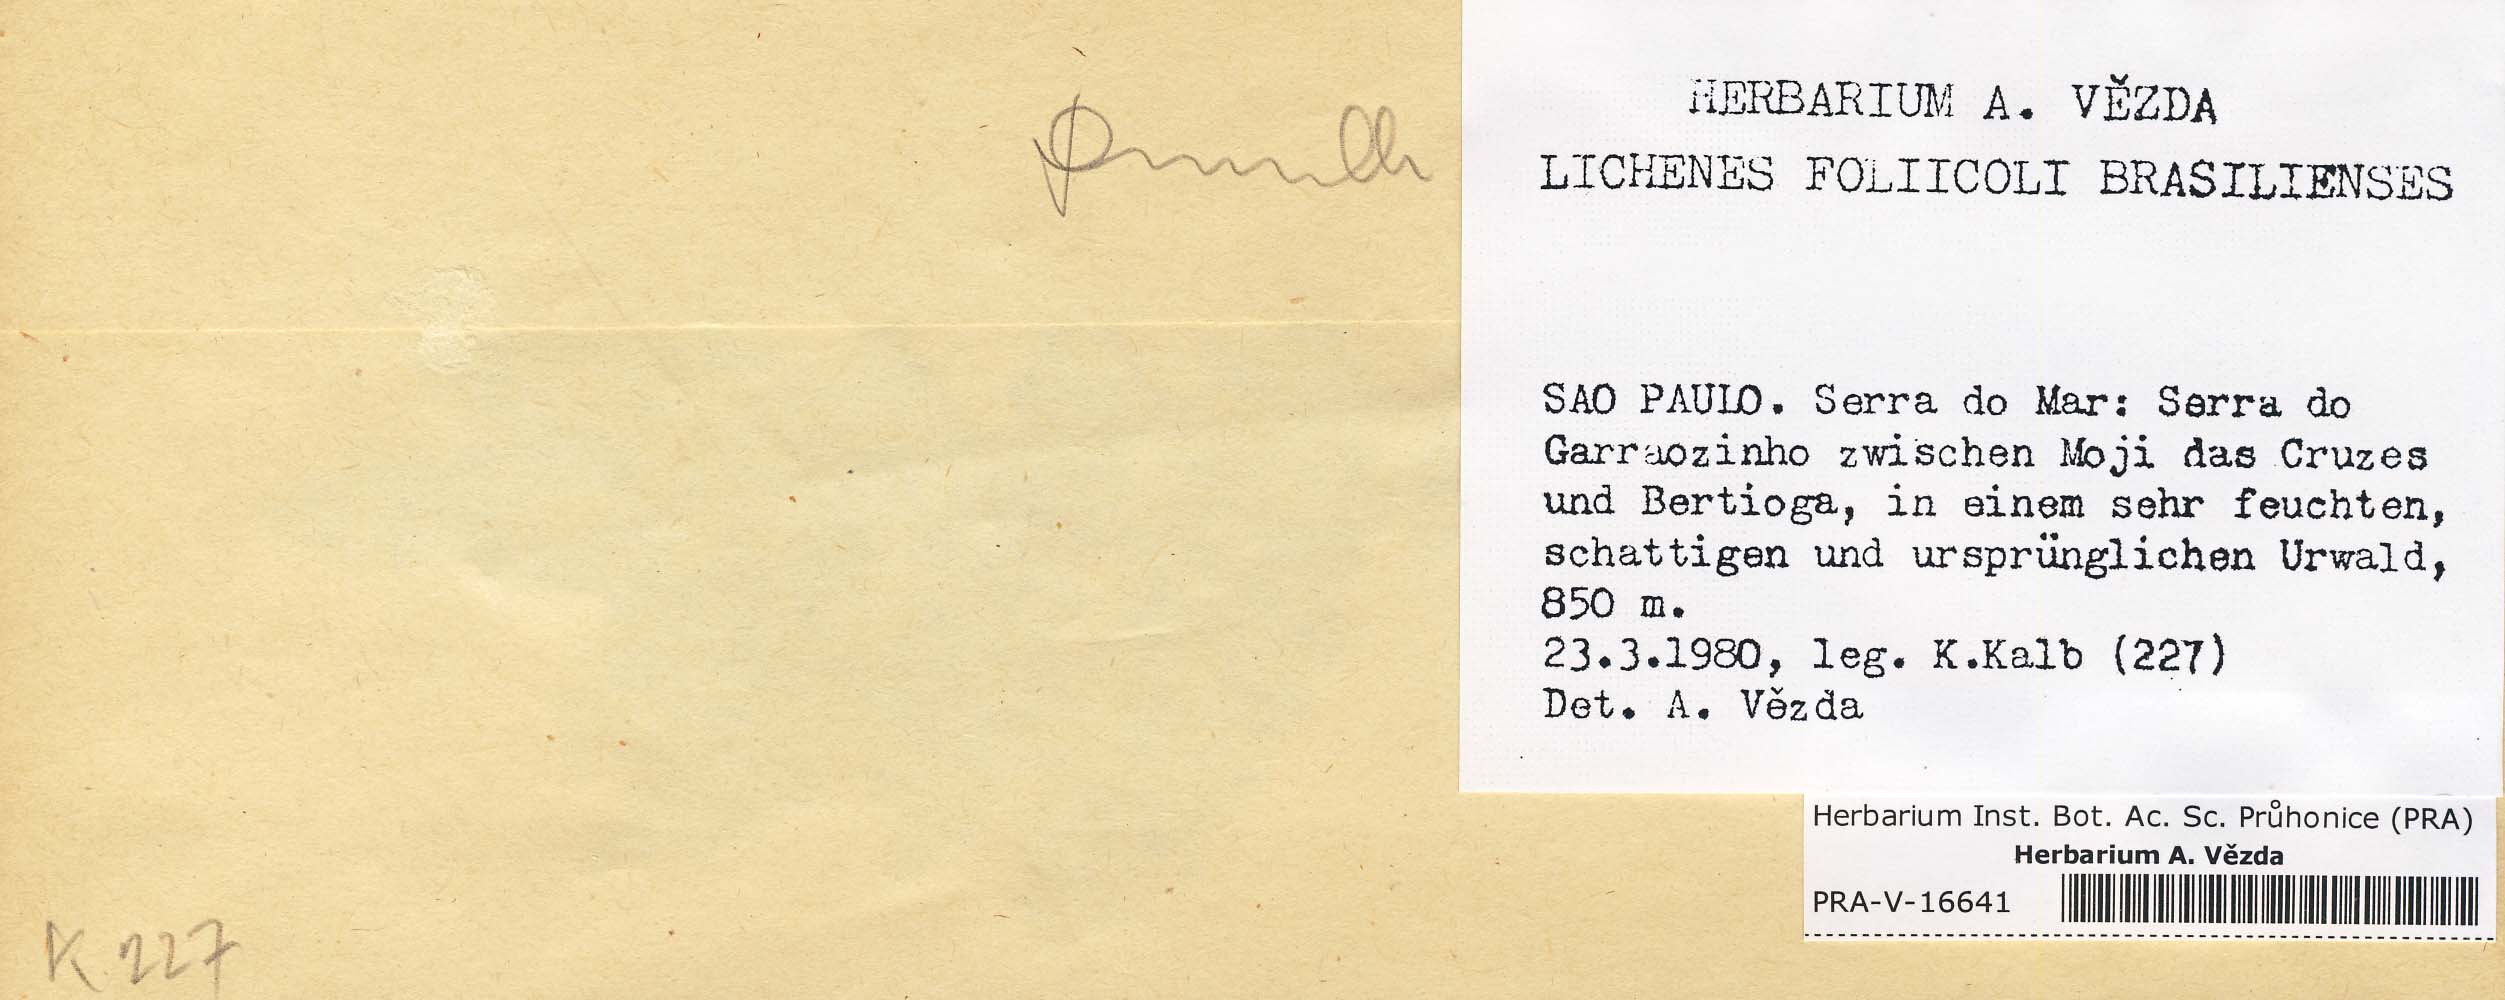 HERBARIUM A. VĚZDA
LICHENES FOLIICOLI BRASILIENSES
SAO PAULO. Serra do Mar: Serra do
Garraozinho zwischen Moji das Cruzes
und Bertioga, in einem sehr feuchten,
schattigen und ursprünglichen Urwald,
850 m.
23.3.1980, leg. K.Kalb (227)
Det. A. Vězda
Herbarium Inst. Bot. Ac. Sc. Průhonice (PRA)
Herbarium A. Vězda
PRA-V-16641
K 227